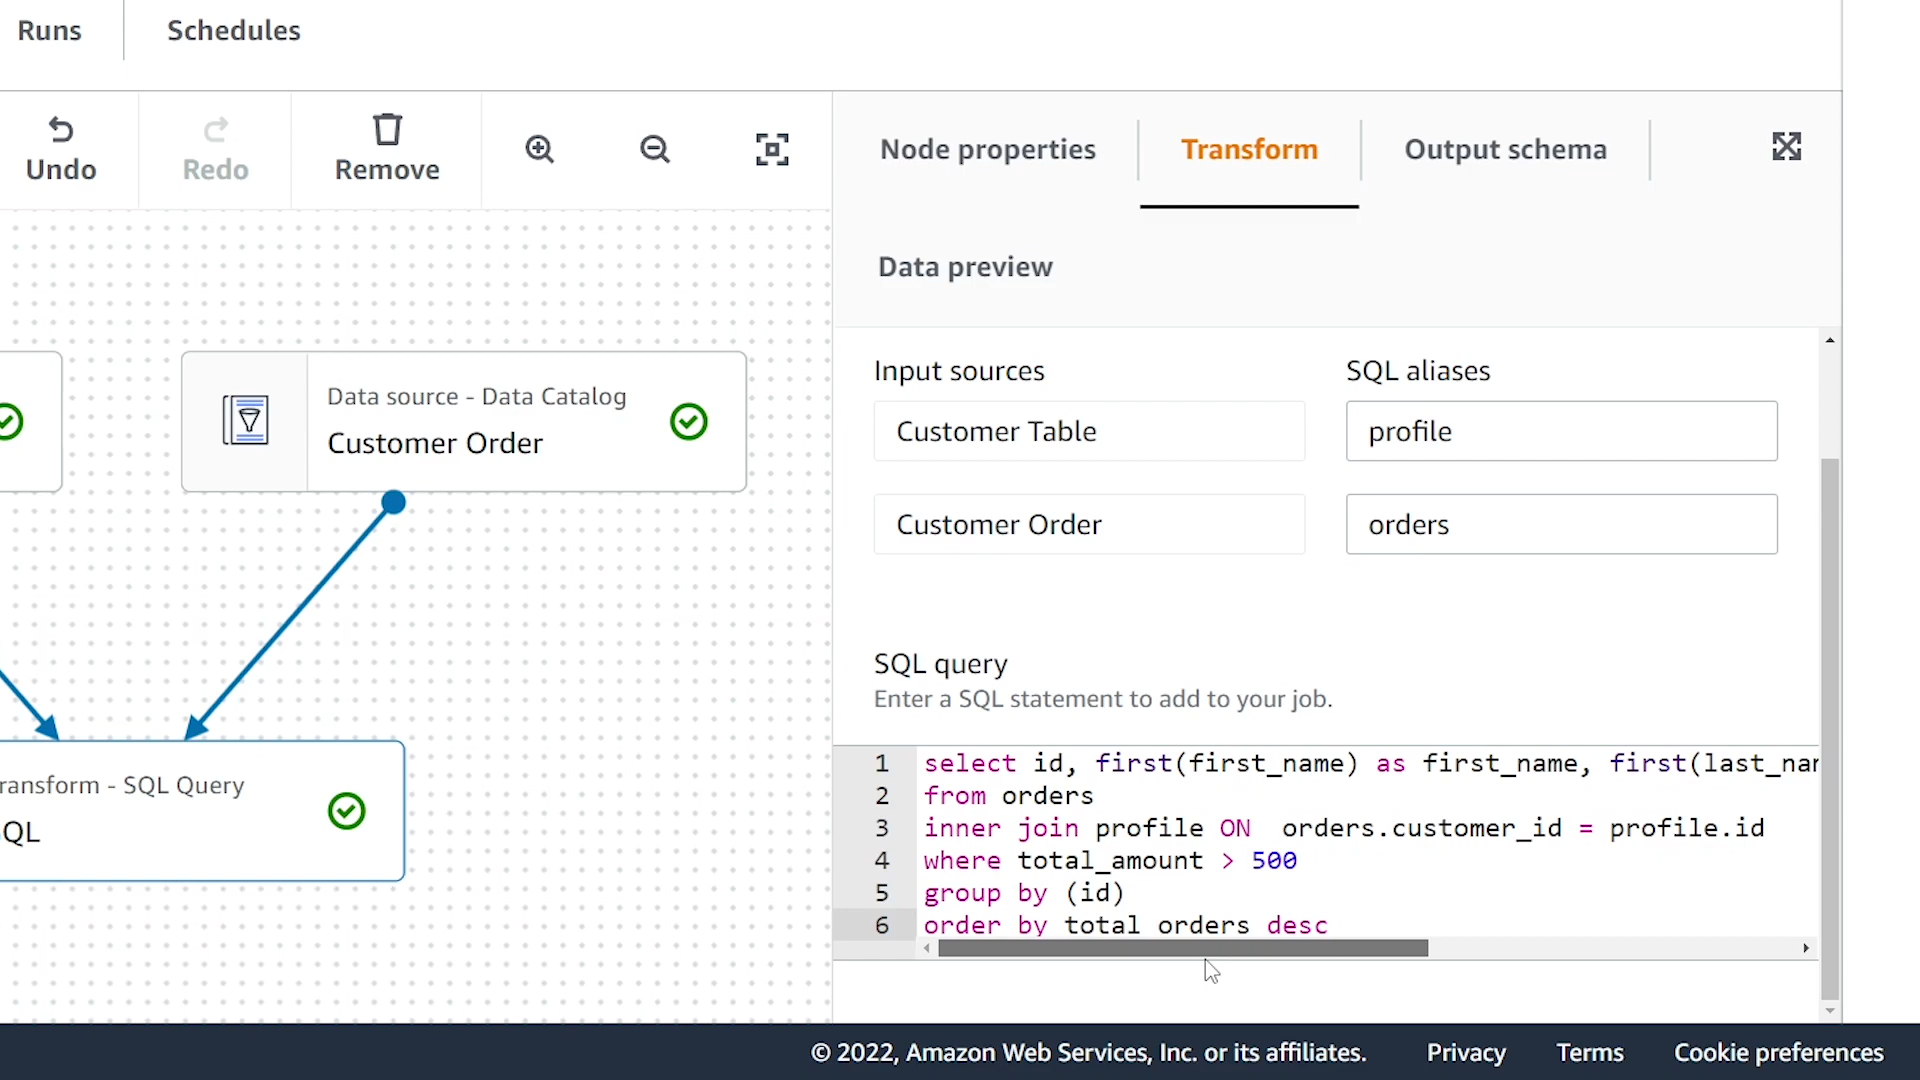 Runs
Schedules
Undo
Redo
Remove
Node properties
Transform
Output schema
Data preview
Data source - Data Catalog
Customer Order
Input sources
SQL aliases
Customer Table
profile
Customer Order
orders
SQL query
Enter a SQL statement to add to your job.
ransform - SQL Query
QL
1 select id, first(first_name) as first_name, first(last_nar
2 from orders
3 inner join profile ON  orders.customer_id = profile.id
4 where total_amount > 500
5 group by (id)
6 order by total_orders desc
© 2022, Amazon Web Services, Inc. or its affiliates.
Privacy
Terms
Cookie preferences